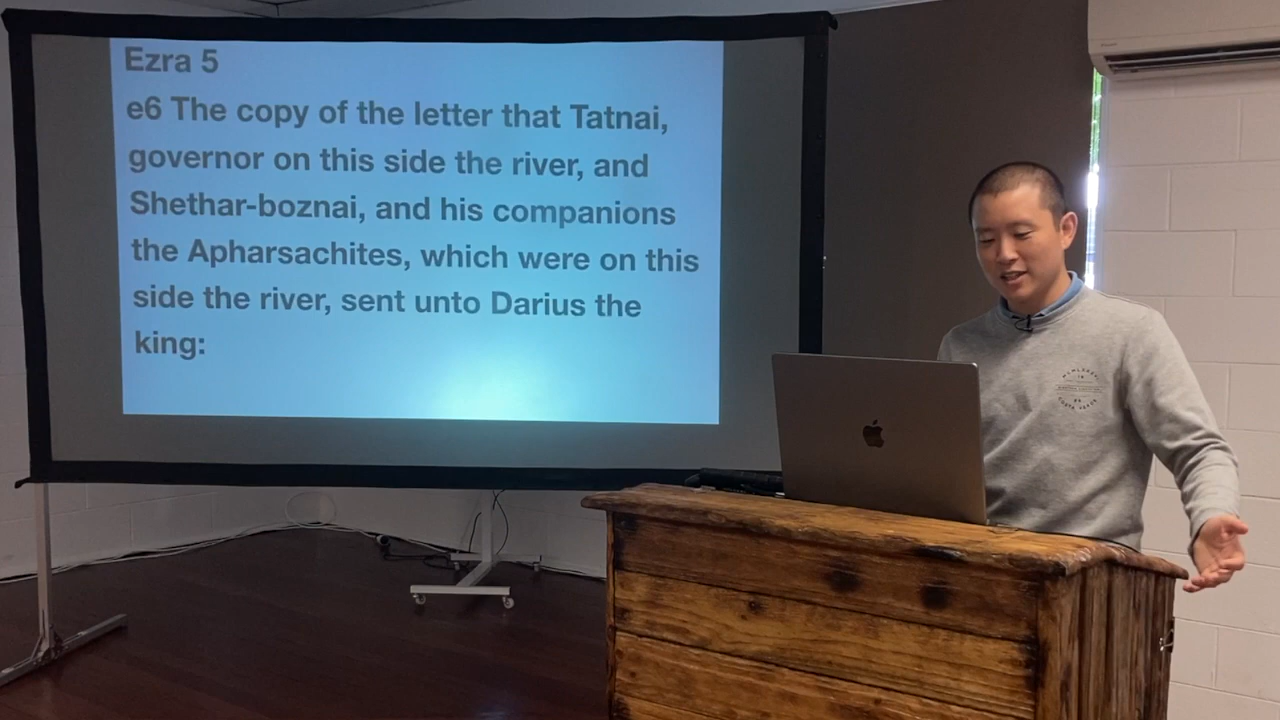 Ezra 5
e6 The copy of the letter that Tatnai,
governor on this side the river, and
Shethar-boznai, and his companions
the Apharsachites, which were on this
side the river, sent unto Darius the
king: